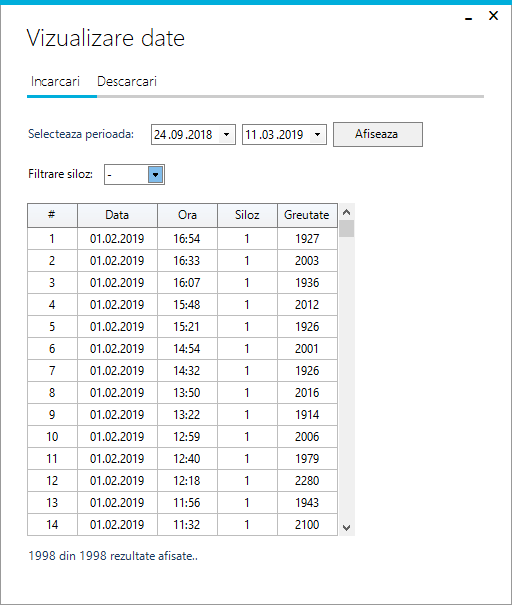 Vizualizare date
Incarcari Descarcari
Selecteaza perioada: 24.09.2018 11.03.2019 Afiseaza
Filtrare siloz: -
# Data Ora Siloz Greutate
1 01.02.2019 16:54 1 1927
2 01.02.2019 16:33 1 2003
3 01.02.2019 16:07 1 1936
4 01.02.2019 15:48 1 2012
5 01.02.2019 15:21 1 1926
6 01.02.2019 14:54 1 2001
7 01.02.2019 14:32 1 1926
8 01.02.2019 13:50 1 2016
9 01.02.2019 13:22 1 1914
10 01.02.2019 12:59 1 2006
11 01.02.2019 12:40 1 1979
12 01.02.2019 12:18 1 2280
13 01.02.2019 11:56 1 1943
14 01.02.2019 11:32 1 2100
1998 din 1998 rezultate afisate..